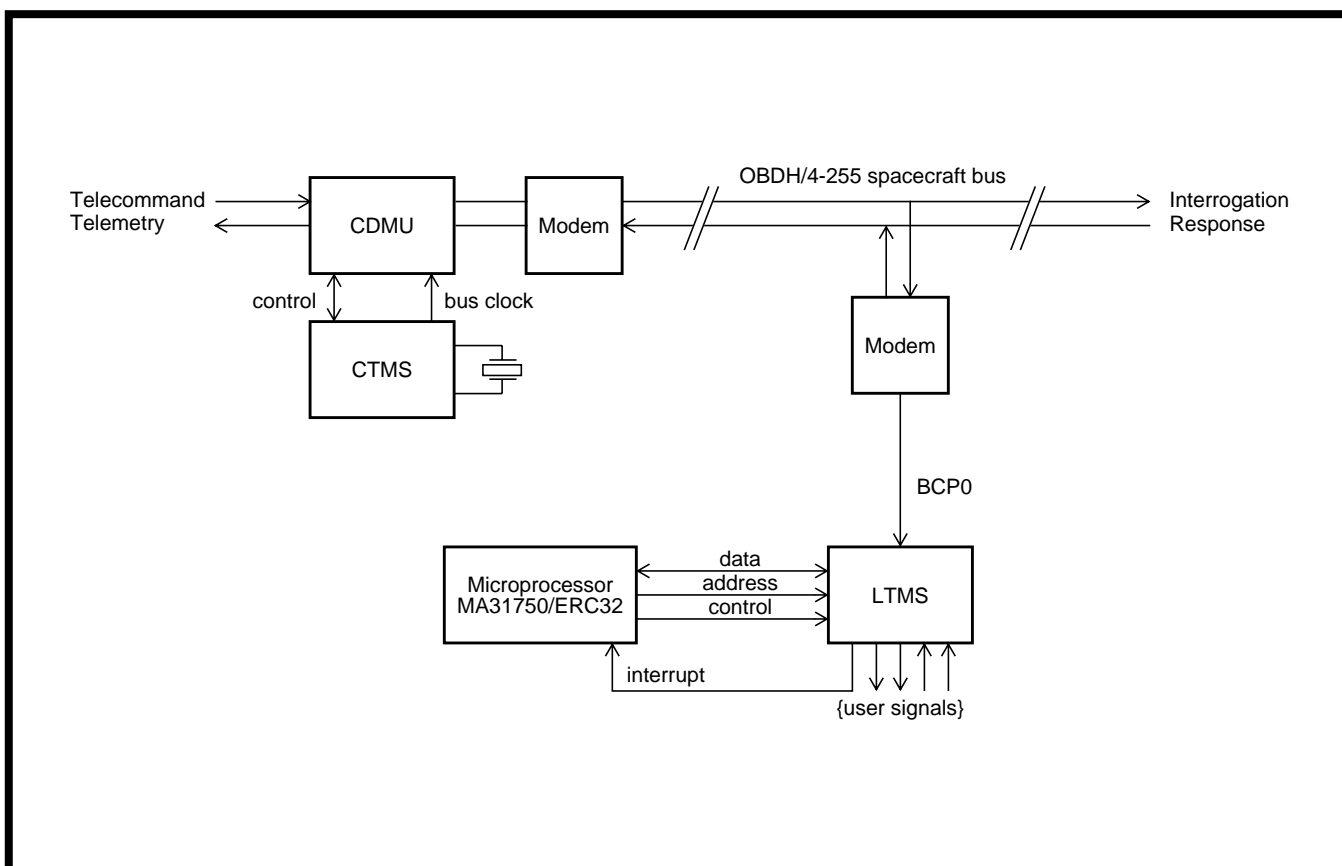 OBDH/4-255 spacecraft bus
Telecommand
Telemetry
CDMU
Modem
Interrogation
Response
control
bus clock
CTMS
Modem
BCP0
Microprocessor
MA31750/ERC32
data
address
control
LTMS
interrupt
{user signals}